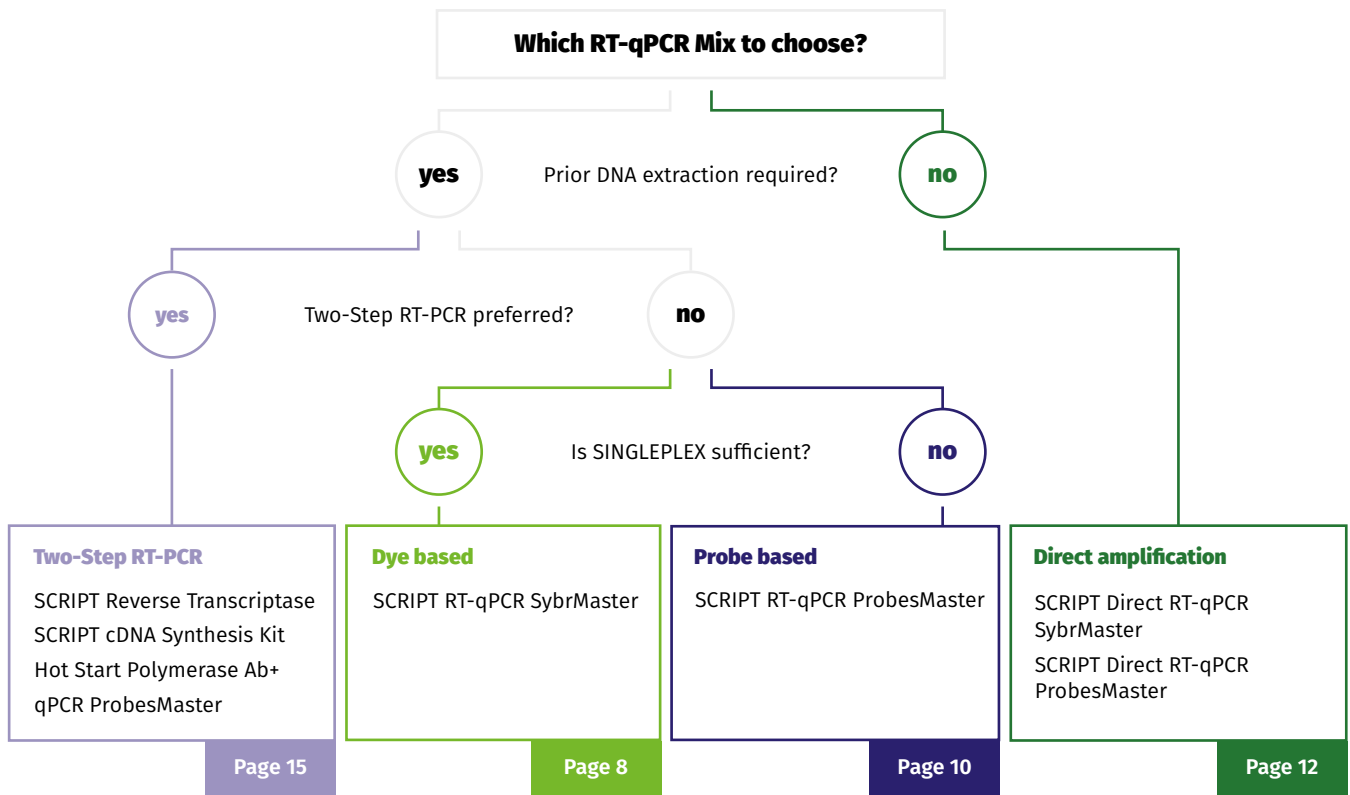 Which RT-qPCR Mix to choose?
yes
Prior DNA extraction required?
no
yes
Two-Step RT-PCR preferred?
no
yes
Is SINGLEPLEX sufficient?
no
Two-Step RT-PCR
SCRIPT Reverse Transcriptase
SCRIPT cDNA Synthesis Kit
Hot Start Polymerase Ab+
qPCR ProbesMaster
Page 15
Dye based
SCRIPT RT-qPCR SybrMaster
Page 8
Probe based
SCRIPT RT-qPCR ProbesMaster
Page 10
Direct amplification
SCRIPT Direct RT-qPCR
SybrMaster
SCRIPT Direct RT-qPCR
ProbesMaster
Page 12